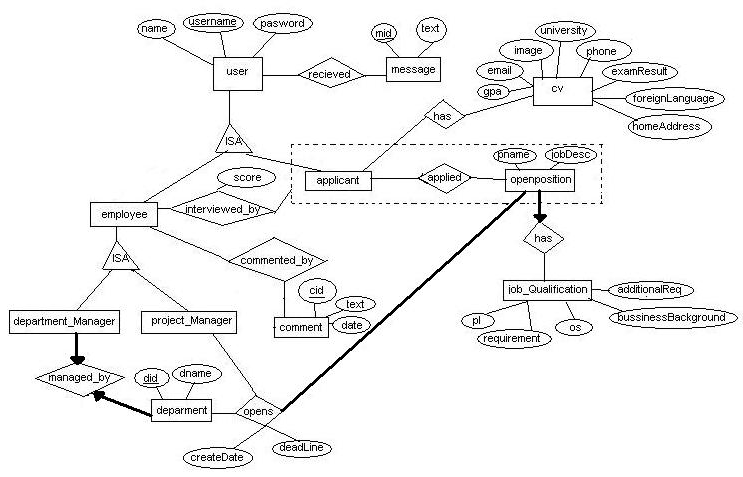 name
username
pasword
mid
text
user
recieved
message
university
image
phone
email
examResult
gpa
cv
foreignLanguage
homeAddress
has
ISA
pname
jobDesc
applicant
applied
openposition
score
employee
interviewed_by
has
ISA
commented_by
cid
text
date
comment
job_Qualification
additionalReq
bussinessBackground
pl
requirement
os
department_Manager
project_Manager
managed_by
did
dname
deparment
opens
createDate
deadLine